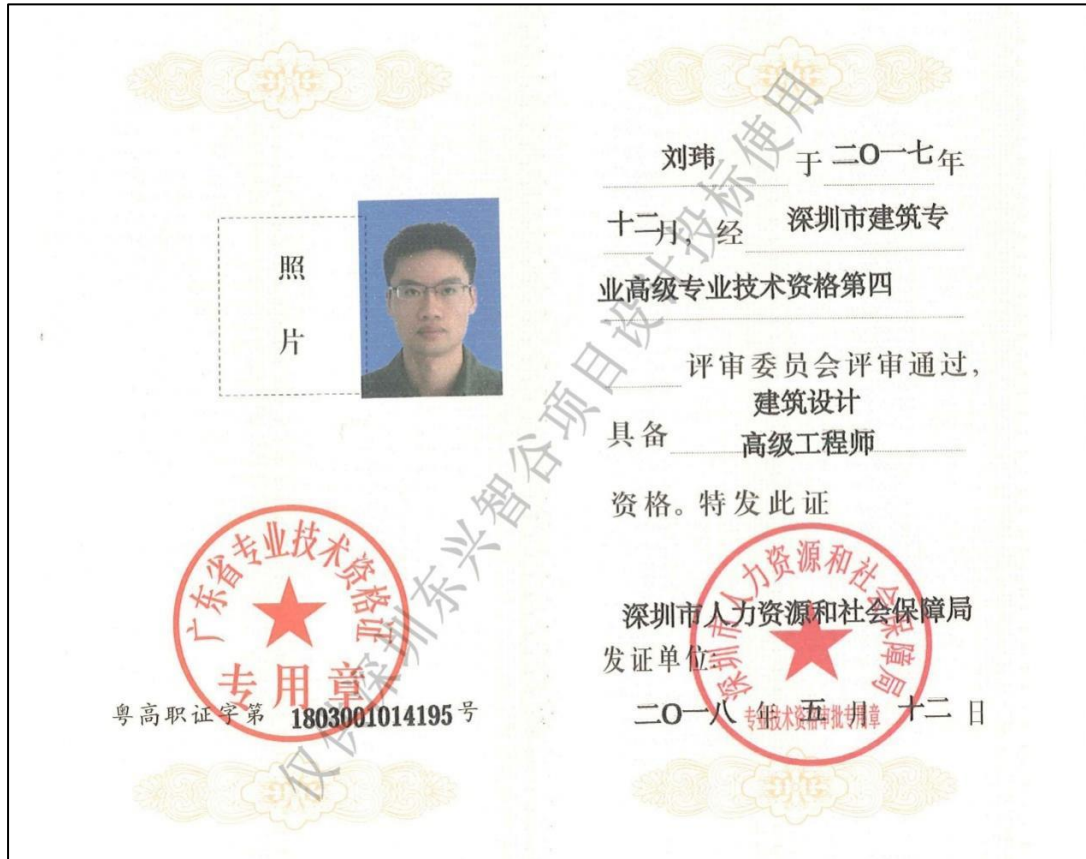 照
片
广东省专业技术资格证
专用章
粤高职证字第 1803001014195 号
刘玮 于 二〇一七 年
十二月，经 深圳市建筑专
业高级专业技术资格第四
评审委员会评审通过，
建筑设计
具备 高级工程师
资格。特发此证
深圳市人力资源和社会保障局
深圳市人力资源和社会保障局
发证单位：
专业技术资格审批专用章
二〇一八 年 五 月 十二 日
仅供深圳东兴智谷项目设计投标使用